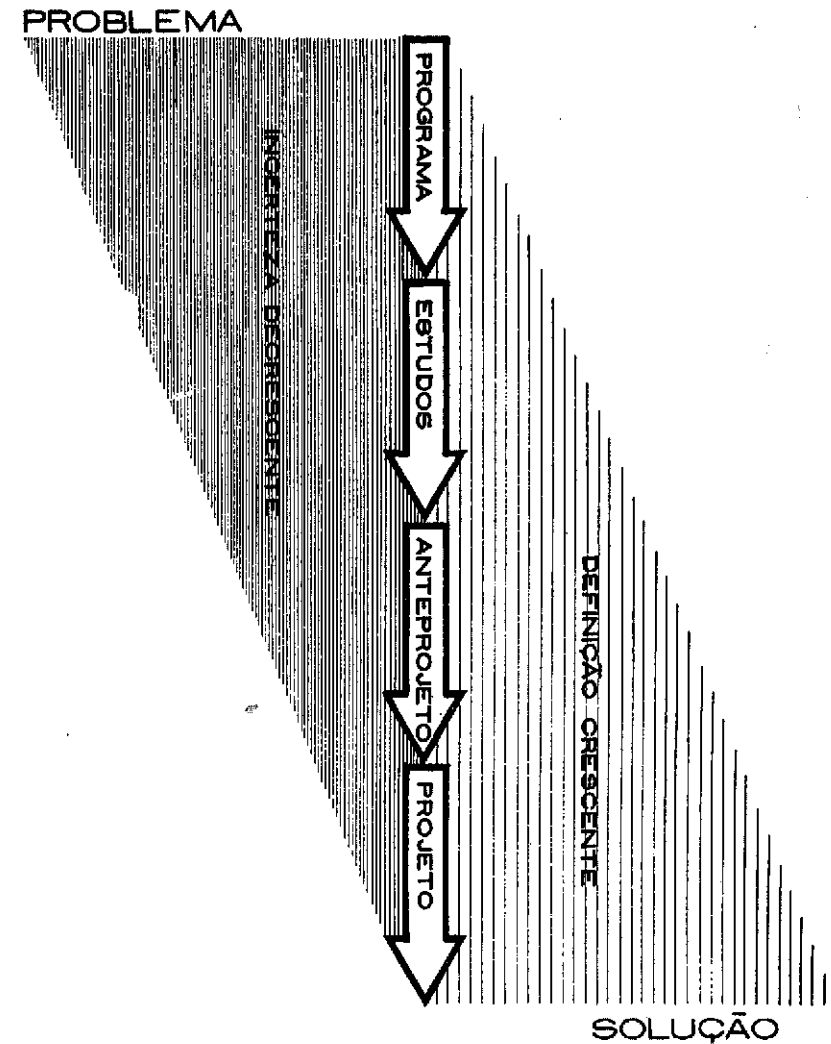 PROBLEMA
PROGRAMA
INCERTEZA DECRESCENTE
ESTUDOS
ANTEPROJETO
DEFINIÇÃO CRESCENTE
PROJETO
SOLUÇÃO